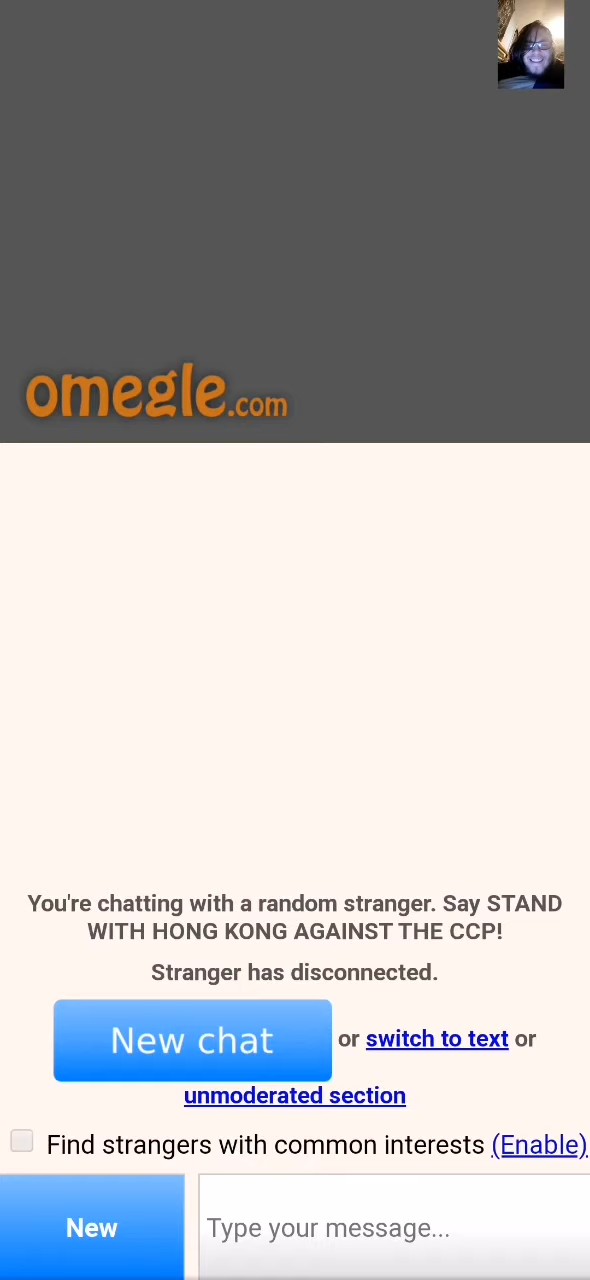 omegle.com
You're chatting with a random stranger. Say STAND
WITH HONG KONG AGAINST THE CCP!
Stranger has disconnected.
New chat or switch to text or
unmoderated section
Find strangers with common interests (Enable)
New Type your message...